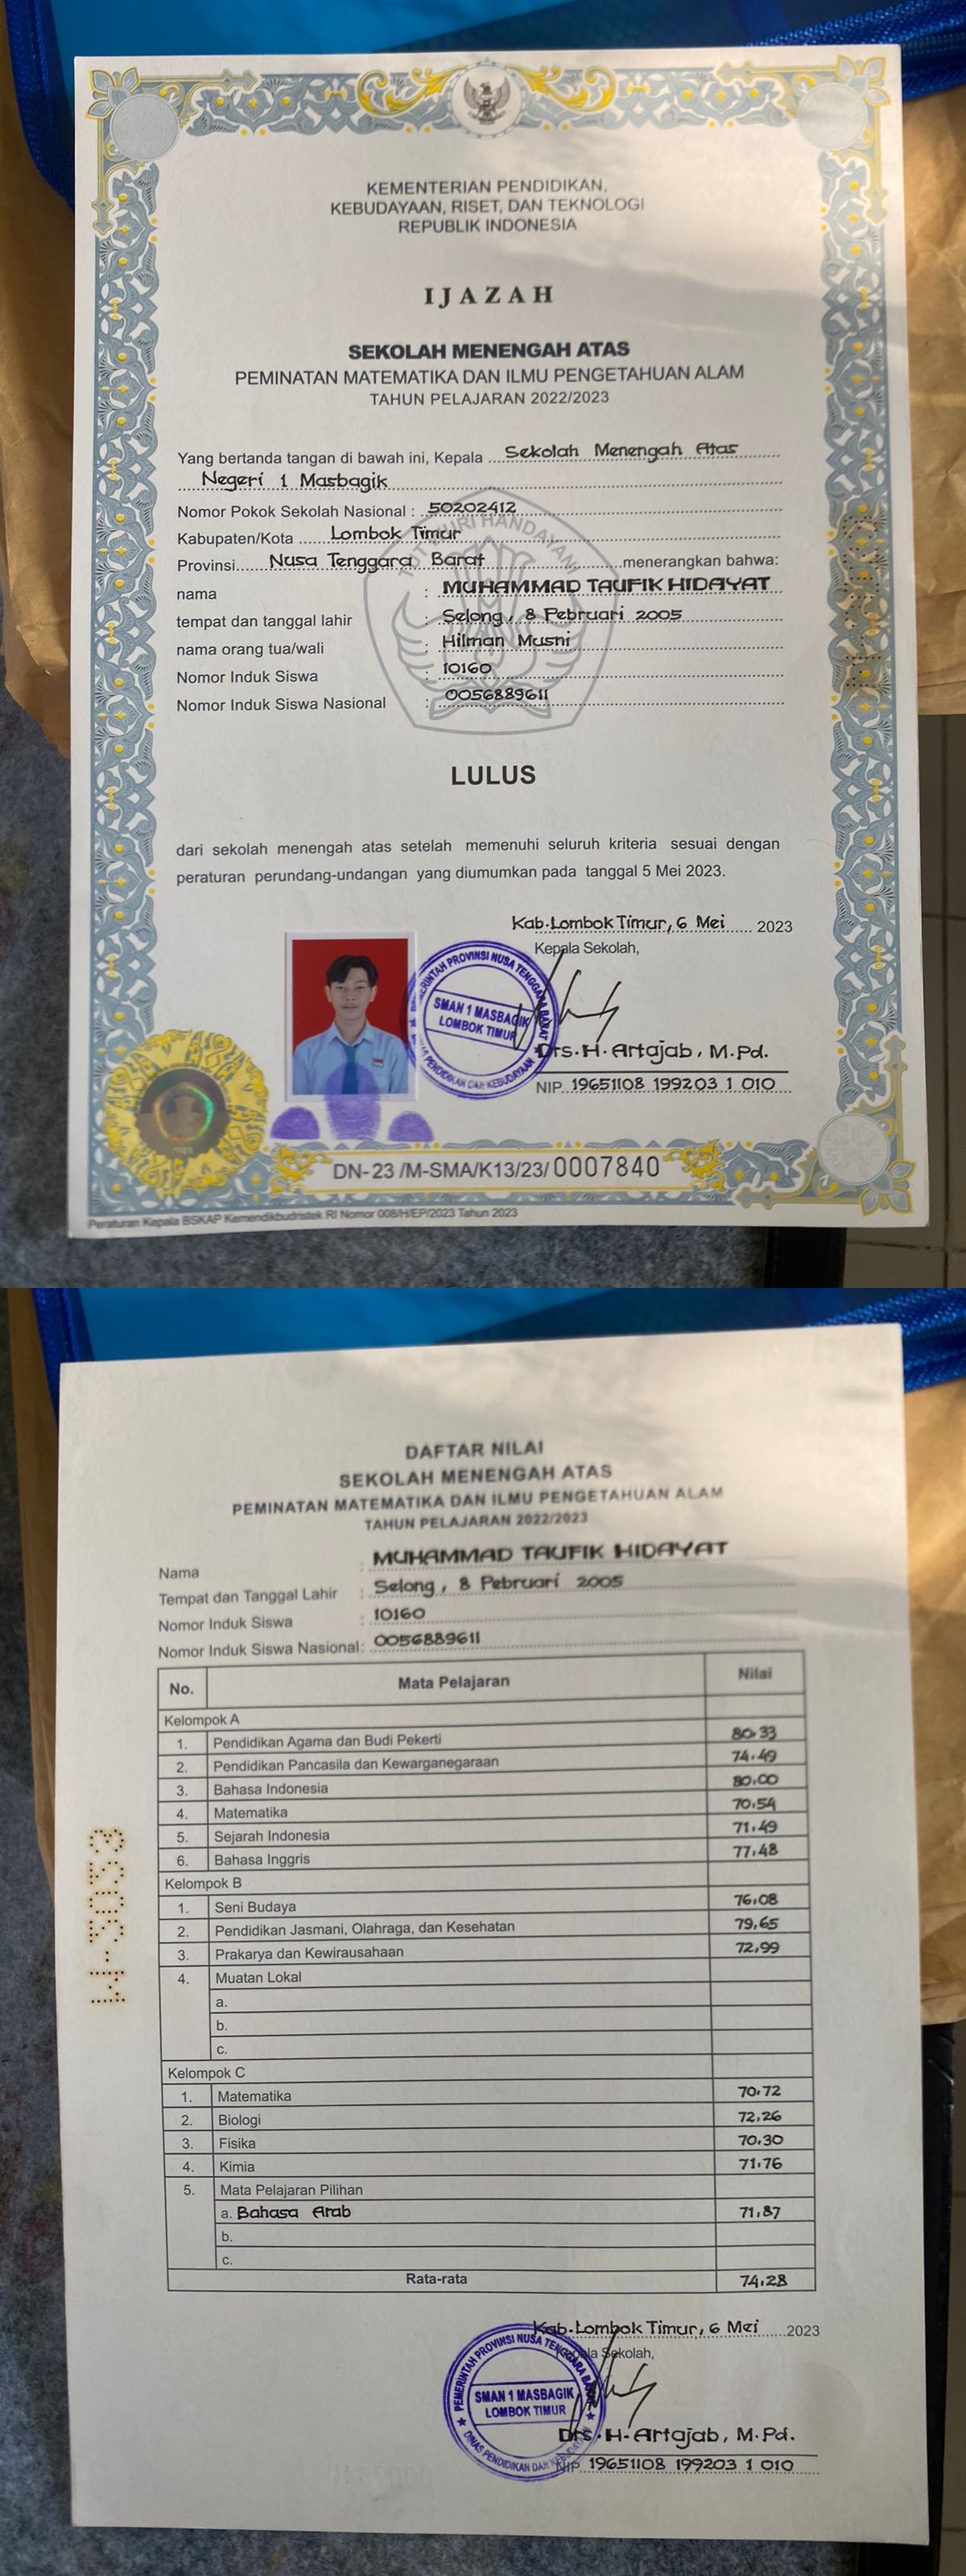 KEMENTERIAN PENDIDIKAN,
KEBUDAYAAN, RISET, DAN TEKNOLOGI
REPUBLIK INDONESIA
IJAZAH
SEKOLAH MENENGAH ATAS
PEMINATAN MATEMATIKA DAN ILMU PENGETAHUAN ALAM
TAHUN PELAJARAN 2022/2023
Yang bertanda tangan di bawah ini, Kepala Sekolah Menengah Atas
Negeri 1 Masbagik
Nomor Pokok Sekolah Nasional : 50202412
Kabupaten/Kota Lombok Timur
Provinsi Nusa Tenggara Barat menerangkan bahwa:
nama : MUHAMMAD TAUFIK HIDAYAT
tempat dan tanggal lahir : Selong, 8 Pebruari 2005
nama orang tua/wali : Hilman Musni
Nomor Induk Siswa : 10160
Nomor Induk Siswa Nasional : 0056889611
LULUS
dari sekolah menengah atas setelah memenuhi seluruh kriteria sesuai dengan
peraturan perundang-undangan yang diumumkan pada tanggal 5 Mei 2023.
Kab. Lombok Timur, 6 Mei 2023
Kepala Sekolah,
SMAN 1 MASBAGIK
LOMBOK TIMUR
Drs. H. Artajab, M.Pd.
NIP. 19651108 199203 1 010
DN-23 /M-SMA/K13/23/ 0007840
Peraturan Kepala BSKAP Kemendikbudristek RI Nomor 008/H/EP/2023 Tahun 2023
DAFTAR NILAI
SEKOLAH MENENGAH ATAS
PEMINATAN MATEMATIKA DAN ILMU PENGETAHUAN ALAM
TAHUN PELAJARAN 2022/2023
Nama : MUHAMMAD TAUFIK HIDAYAT
Tempat dan Tanggal Lahir : Selong, 8 Pebruari 2005
Nomor Induk Siswa : 10160
Nomor Induk Siswa Nasional : 0056889611
No. Mata Pelajaran Nilai
Kelompok A
1. Pendidikan Agama dan Budi Pekerti 80.33
2. Pendidikan Pancasila dan Kewarganegaraan 74.49
3. Bahasa Indonesia 80.00
4. Matematika 70.54
5. Sejarah Indonesia 71.49
6. Bahasa Inggris 77.48
Kelompok B
1. Seni Budaya 76,08
2. Pendidikan Jasmani, Olahraga, dan Kesehatan 79,65
3. Prakarya dan Kewirausahaan 72,99
4. Muatan Lokal
a.
b.
c.
Kelompok C
1. Matematika 70.72
2. Biologi 72,26
3. Fisika 70.30
4. Kimia 71.76
5. Mata Pelajaran Pilihan
a. Bahasa Arab 71,87
b.
c.
Rata-rata 74.28
M-5053
Kab. Lombok Timur, 6 Mei 2023
Kepala Sekolah,
PEMERINTAH PROVINSI NUSA TENGGARA BARAT
SMAN 1 MASBAGIK
LOMBOK TIMUR
DINAS PENDIDIKAN DAN KEBUDAYAAN
Drs. H. Artajab, M.Pd.
NIP 19651108 199203 1 010